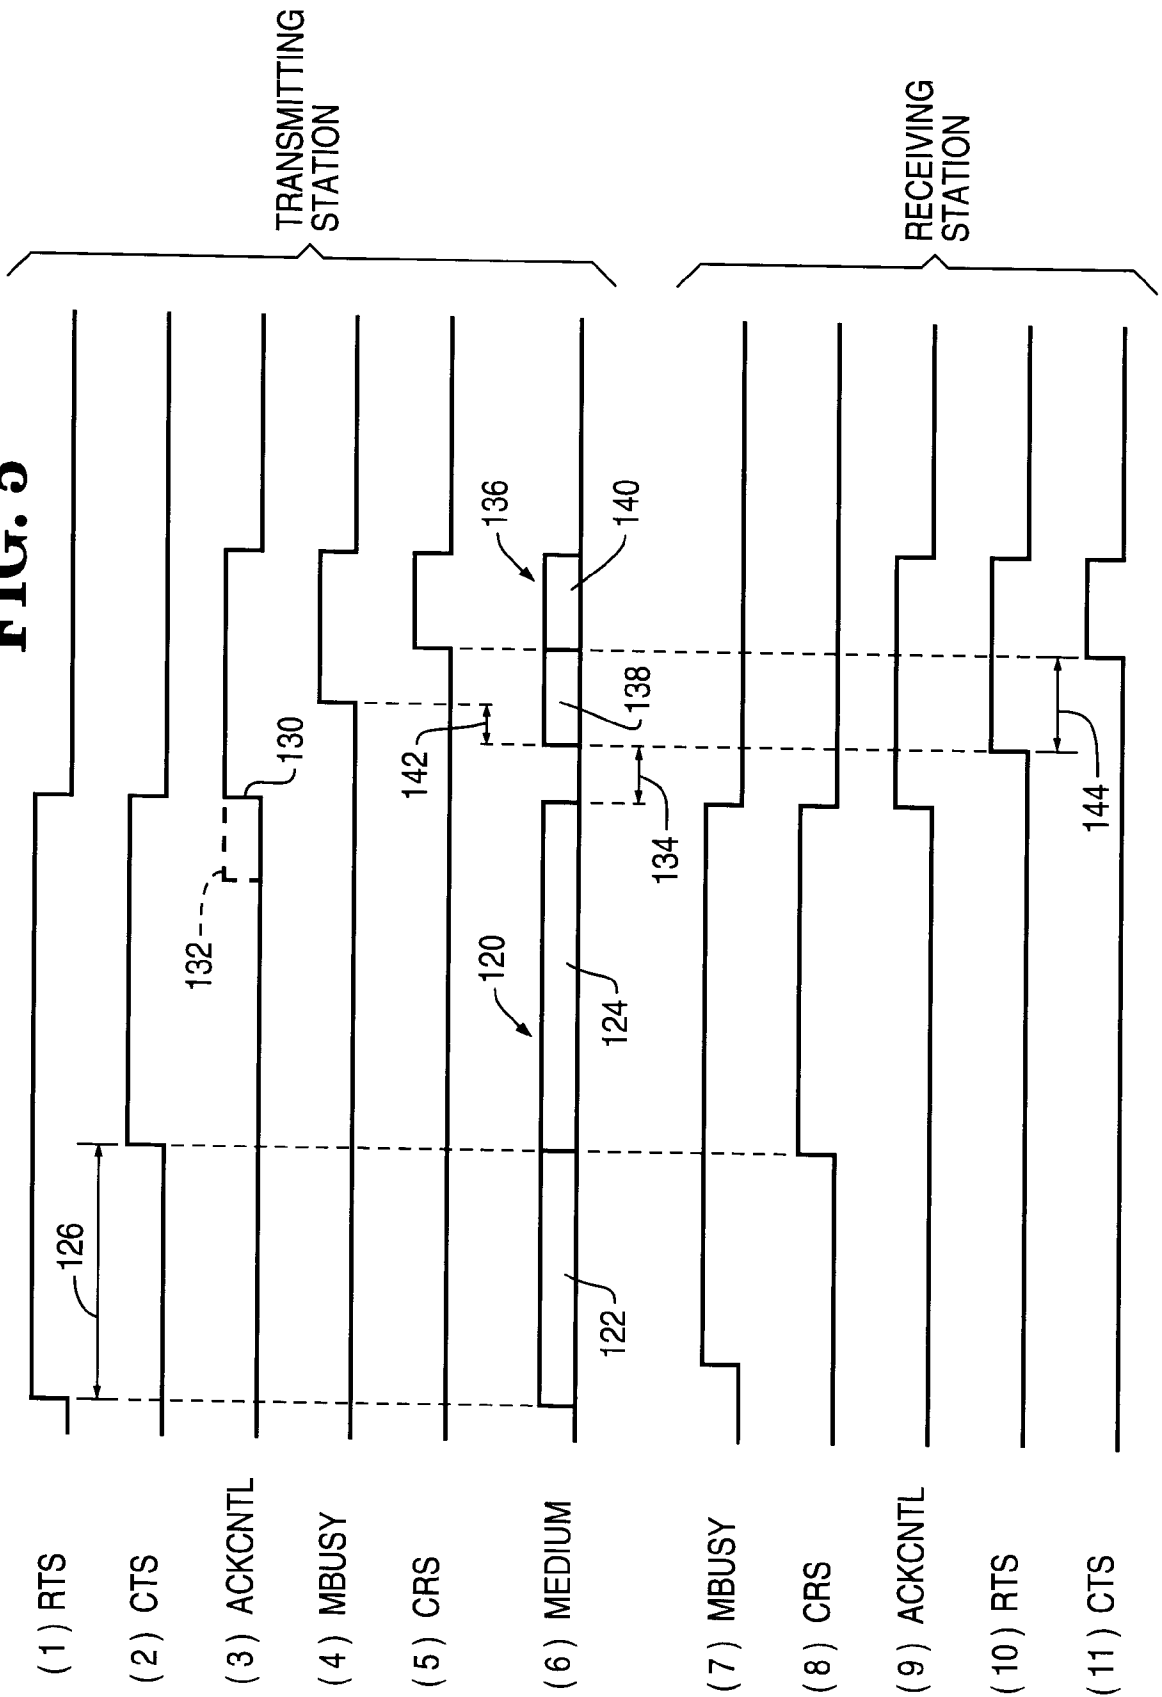 FIG. 5
(1) RTS
126
(2) CTS
(3) ACKCNTL
132
130
(4) MBUSY
(5) CRS
142
(6) MEDIUM
120
136
122
124
138
140
134
TRANSMITTING
STATION
(7) MBUSY
(8) CRS
(9) ACKCNTL
(10) RTS
144
(11) CTS
RECEIVING
STATION